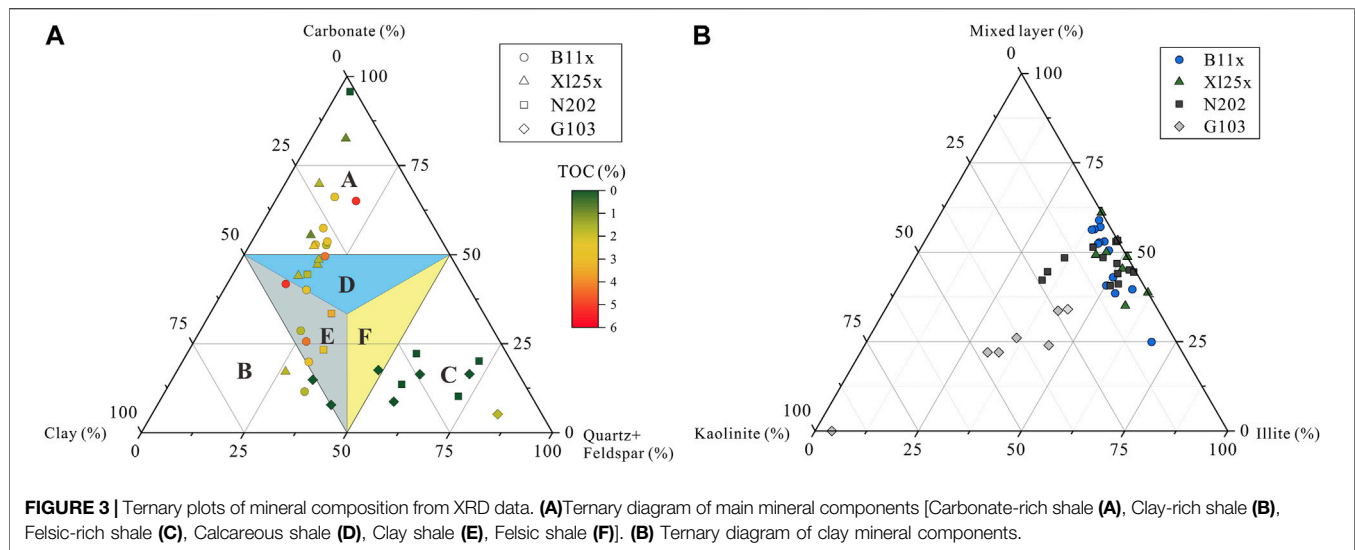 A
Carbonate (%)
0
100
B11x
Xl25x
N202
G103
25
75
TOC (%)
0
1
2
3
4
5
6
A
50
50
D
75
25
E
F
B
C
100
0
Clay (%)
Quartz+
Feldspar (%)
0
25
50
75
100
B
Mixed layer (%)
0
100
B11x
Xl25x
N202
G103
25
75
50
50
75
25
100
0
Kaolinite (%)
Illite (%)
0
25
50
75
100
FIGURE 3 | Ternary plots of mineral composition from XRD data. (A)Ternary diagram of main mineral components [Carbonate-rich shale (A), Clay-rich shale (B),
Felsic-rich shale (C), Calcareous shale (D), Clay shale (E), Felsic shale (F)]. (B) Ternary diagram of clay mineral components.